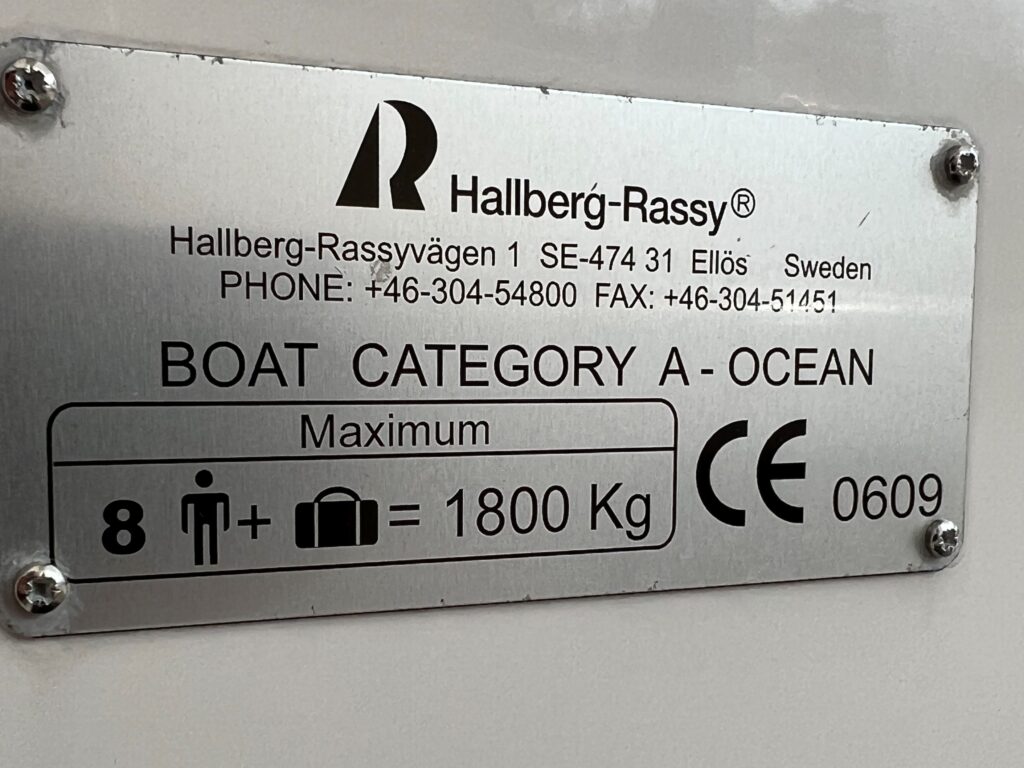 Hallberg-Rassy®
Hallberg-Rassyvägen 1 SE-474 31 Ellös Sweden
PHONE: +46-304-54800 FAX: +46-304-51451
BOAT CATEGORY A - OCEAN
Maximum
8 + = 1800 Kg
CE 0609